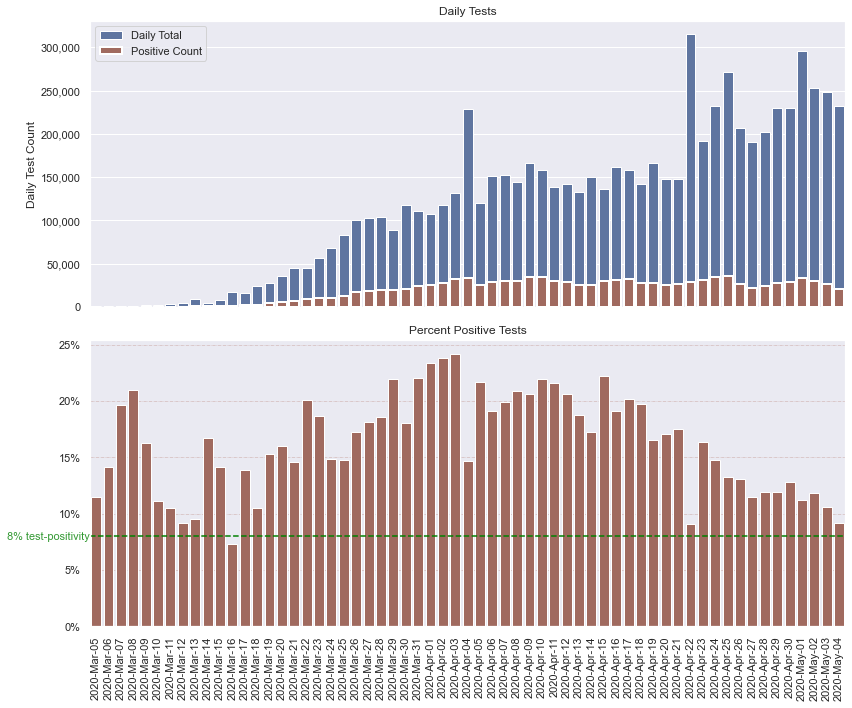 Daily Tests
Daily Total
Positive Count
Daily Test Count
300,000
250,000
200,000
150,000
100,000
50,000
0
Percent Positive Tests
25%
20%
15%
10%
8% test-positivity
5%
0%
2020-Mar-05
2020-Mar-06
2020-Mar-07
2020-Mar-08
2020-Mar-09
2020-Mar-10
2020-Mar-11
2020-Mar-12
2020-Mar-13
2020-Mar-14
2020-Mar-15
2020-Mar-16
2020-Mar-17
2020-Mar-18
2020-Mar-19
2020-Mar-20
2020-Mar-21
2020-Mar-22
2020-Mar-23
2020-Mar-24
2020-Mar-25
2020-Mar-26
2020-Mar-27
2020-Mar-28
2020-Mar-29
2020-Mar-30
2020-Mar-31
2020-Apr-01
2020-Apr-02
2020-Apr-03
2020-Apr-04
2020-Apr-05
2020-Apr-06
2020-Apr-07
2020-Apr-08
2020-Apr-09
2020-Apr-10
2020-Apr-11
2020-Apr-12
2020-Apr-13
2020-Apr-14
2020-Apr-15
2020-Apr-16
2020-Apr-17
2020-Apr-18
2020-Apr-19
2020-Apr-20
2020-Apr-21
2020-Apr-22
2020-Apr-23
2020-Apr-24
2020-Apr-25
2020-Apr-26
2020-Apr-27
2020-Apr-28
2020-Apr-29
2020-Apr-30
2020-May-01
2020-May-02
2020-May-03
2020-May-04